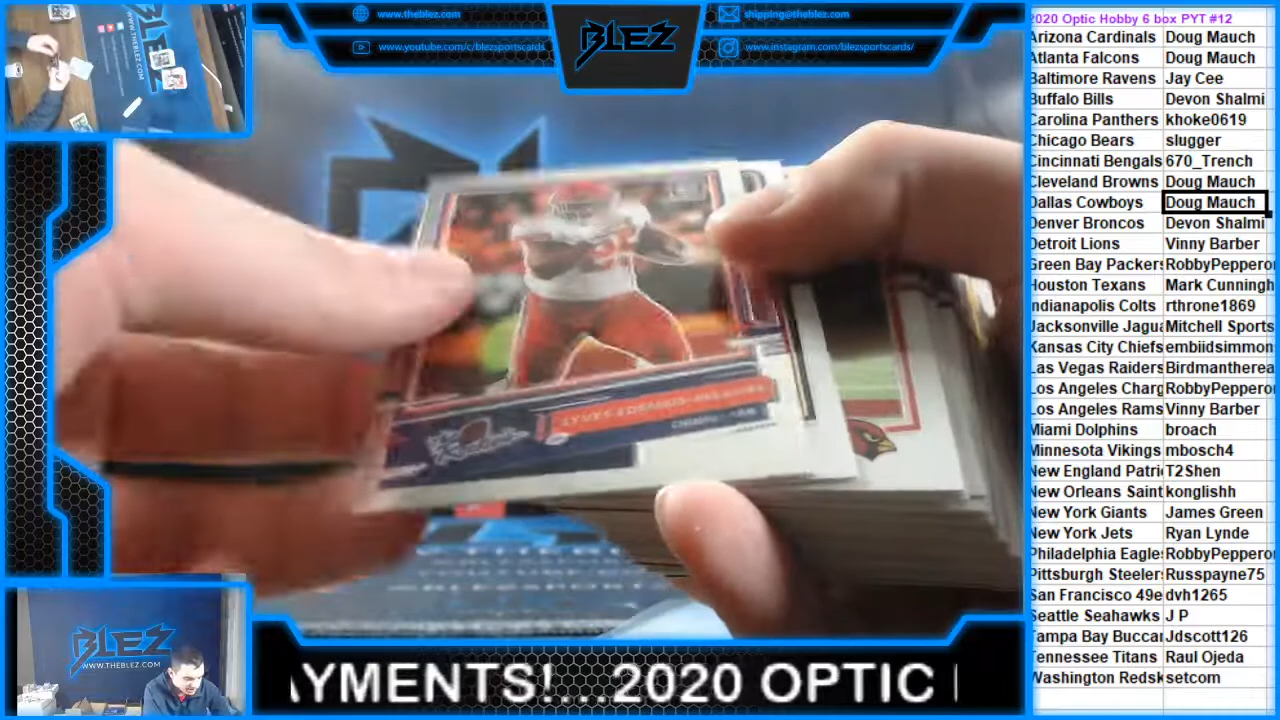 www.theblez.com
shipping@theblez.com
www.youtube.com/c/blezsportscards
www.instagram.com/blezsportscards/
BLEZ
2020 Optic Hobby 6 box PYT #12
Arizona Cardinals Doug Mauch
Atlanta Falcons Doug Mauch
Baltimore Ravens Jay Cee
Buffalo Bills Devon Shalmi
Carolina Panthers khoke0619
Chicago Bears slugger
Cincinnati Bengals 670_Trench
Cleveland Browns Doug Mauch
Dallas Cowboys Doug Mauch
Denver Broncos Devon Shalmi
Detroit Lions Vinny Barber
Green Bay Packers RobbyPeppero
Houston Texans Mark Cunningh
Indianapolis Colts rthrone1869
Jacksonville Jagua Mitchell Sports
Kansas City Chiefs embiidsimmon
Las Vegas Raiders Birdmantherea
Los Angeles Charg RobbyPeppero
Los Angeles Rams Vinny Barber
Miami Dolphins broach
Minnesota Vikings mbosch4
New England Patri T2Shen
New Orleans Saint konglishh
New York Giants James Green
New York Jets Ryan Lynde
Philadelphia Eagle RobbyPeppero
Pittsburgh Steelers Russpayne75
San Francisco 49e dvh1265
Seattle Seahawks J P
Tampa Bay Buccar Jdscott126
Tennessee Titans Raul Ojeda
Washington Redsk setcom
BLEZ
WWW.THEBLEZ.COM
AYMENTS!...2020 OPTIC